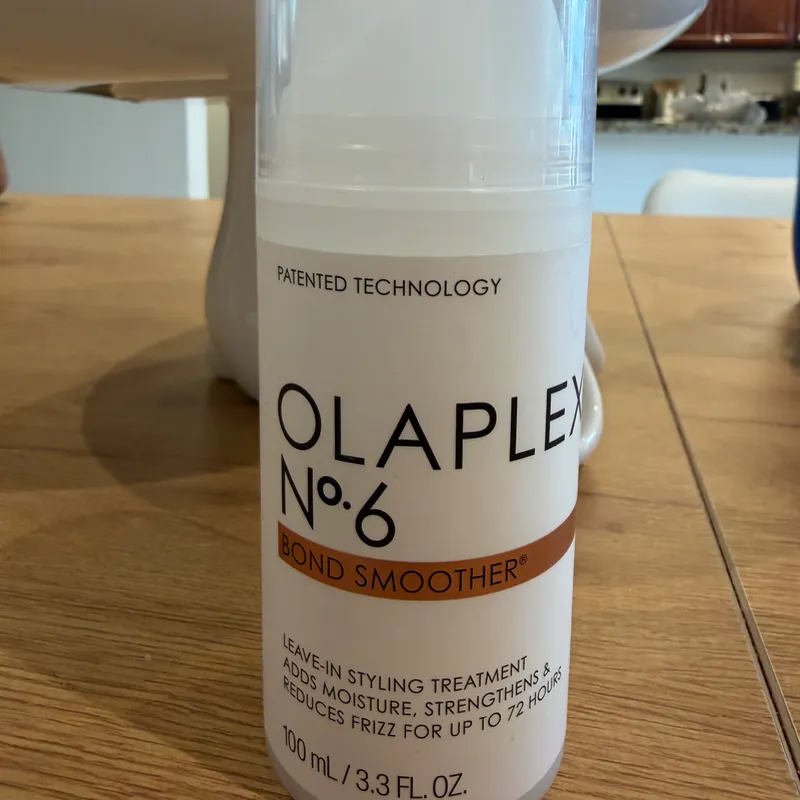 PATENTED TECHNOLOGY
OLAPLEX
Nº.6
BOND SMOOTHER®
LEAVE-IN STYLING TREATMENT
ADDS MOISTURE, STRENGTHENS &
REDUCES FRIZZ FOR UP TO 72 HOURS
100 mL / 3.3 FL. OZ.